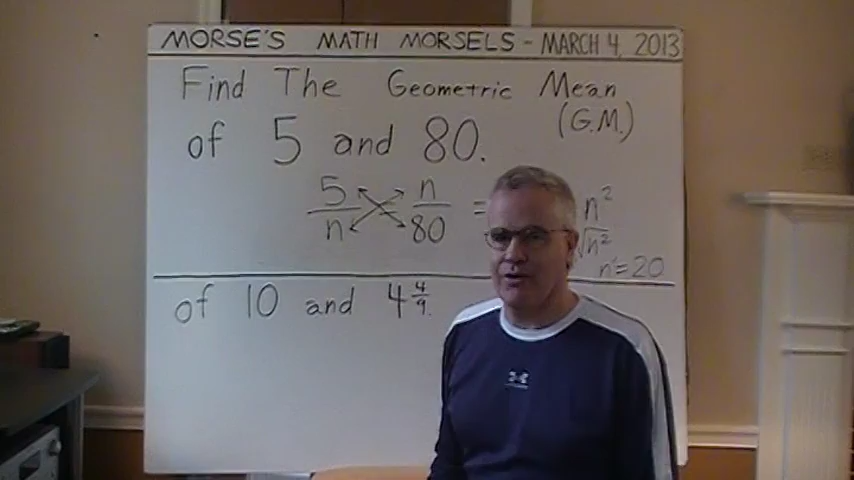 MORSE'S MATH MORSELS - MARCH 4, 2013
Find The Geometric Mean
(G.M.)
of 5 and 80.
5/n = n/80 = n²
√n²
n = 20
of 10 and 4 4/9.